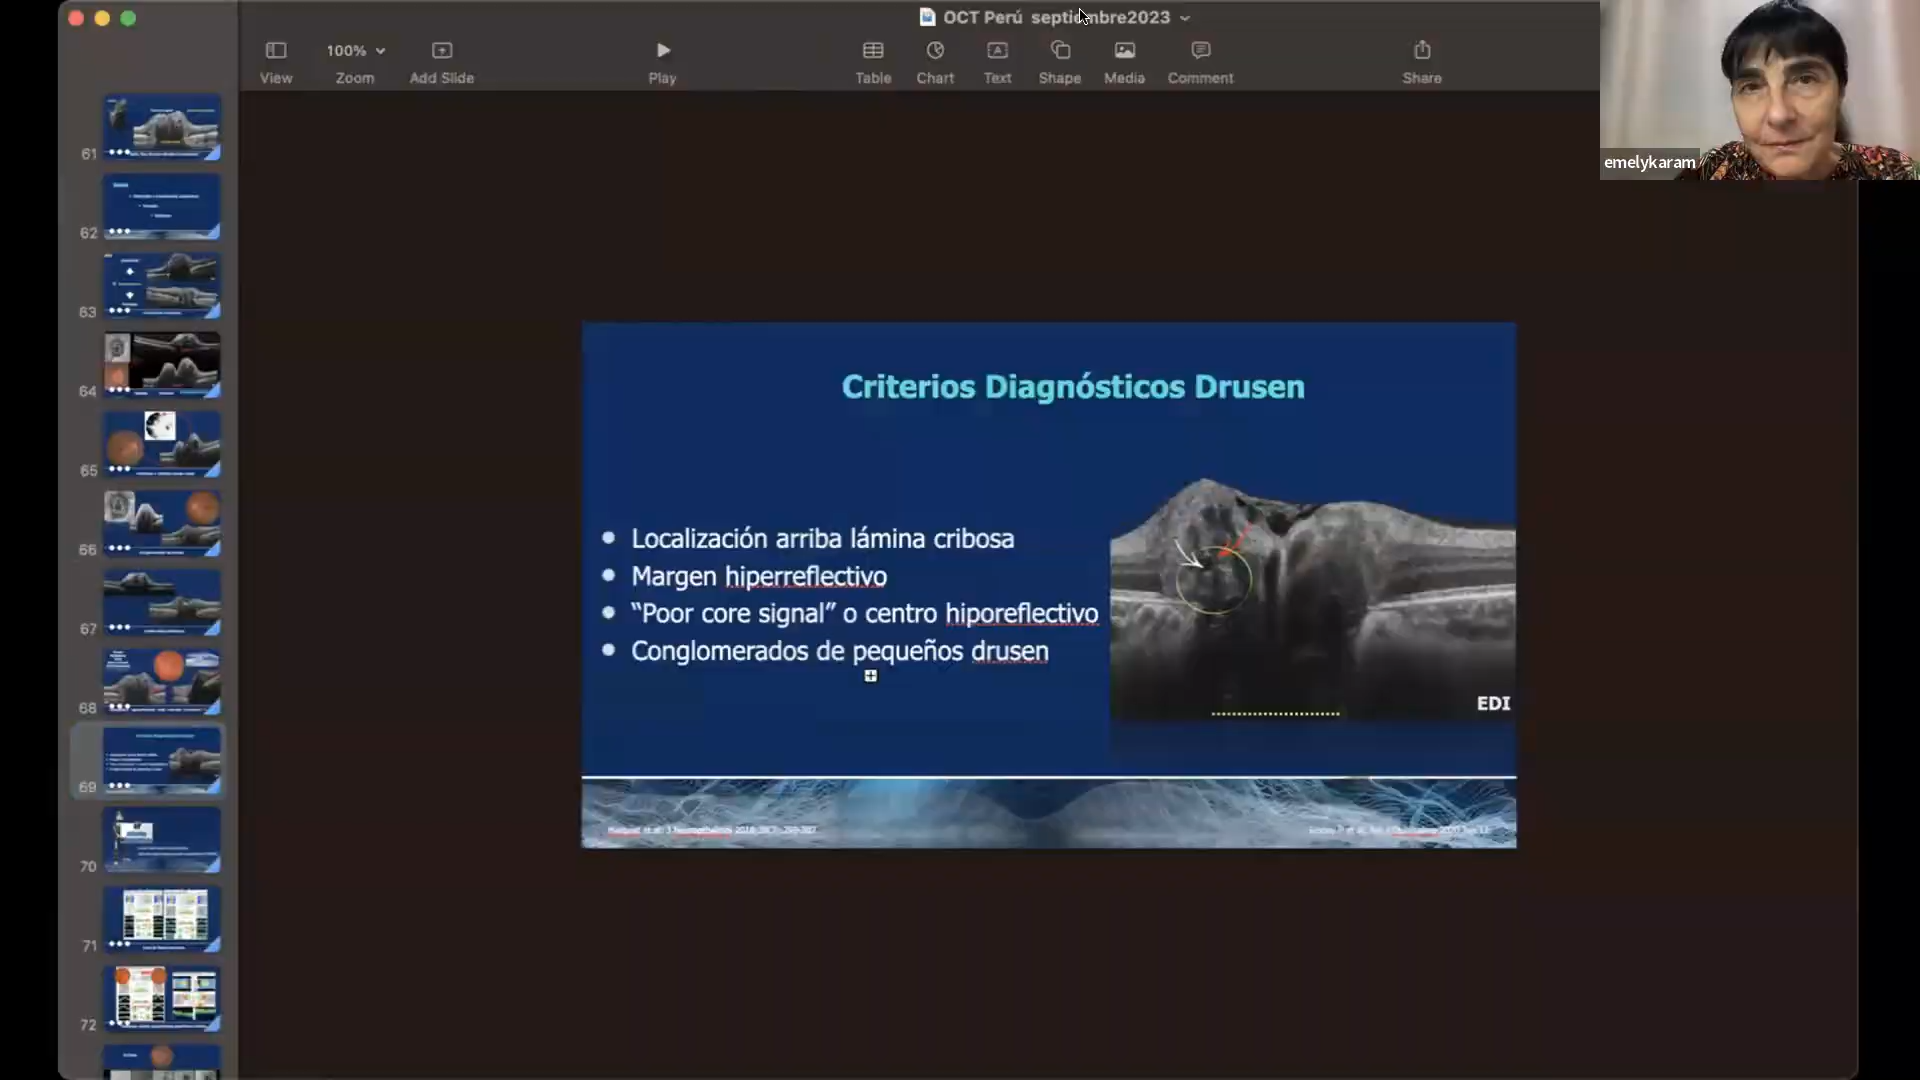 OCT Perú septiembre2023
View
100%
Zoom
Add Slide
Play
Table
Chart
Text
Shape
Media
Comment
Share
emelykaram
61
62
63
64
65
66
67
68
69
70
71
72
Criterios Diagnósticos Drusen
Localización arriba lámina cribosa
Margen hiperreflectivo
“Poor core signal” o centro hiporeflectivo
Conglomerados de pequeños drusen
EDI